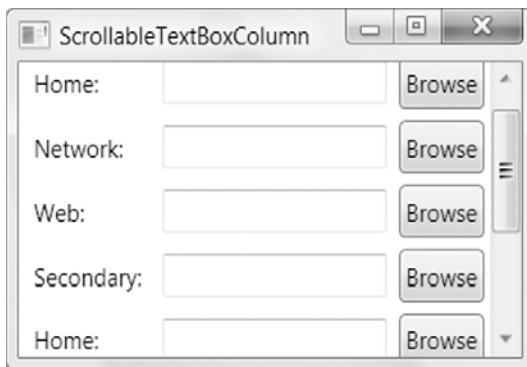 ScrollableTextBoxColumn
Home: Browse
Network: Browse
Web: Browse
Secondary: Browse
Home: Browse